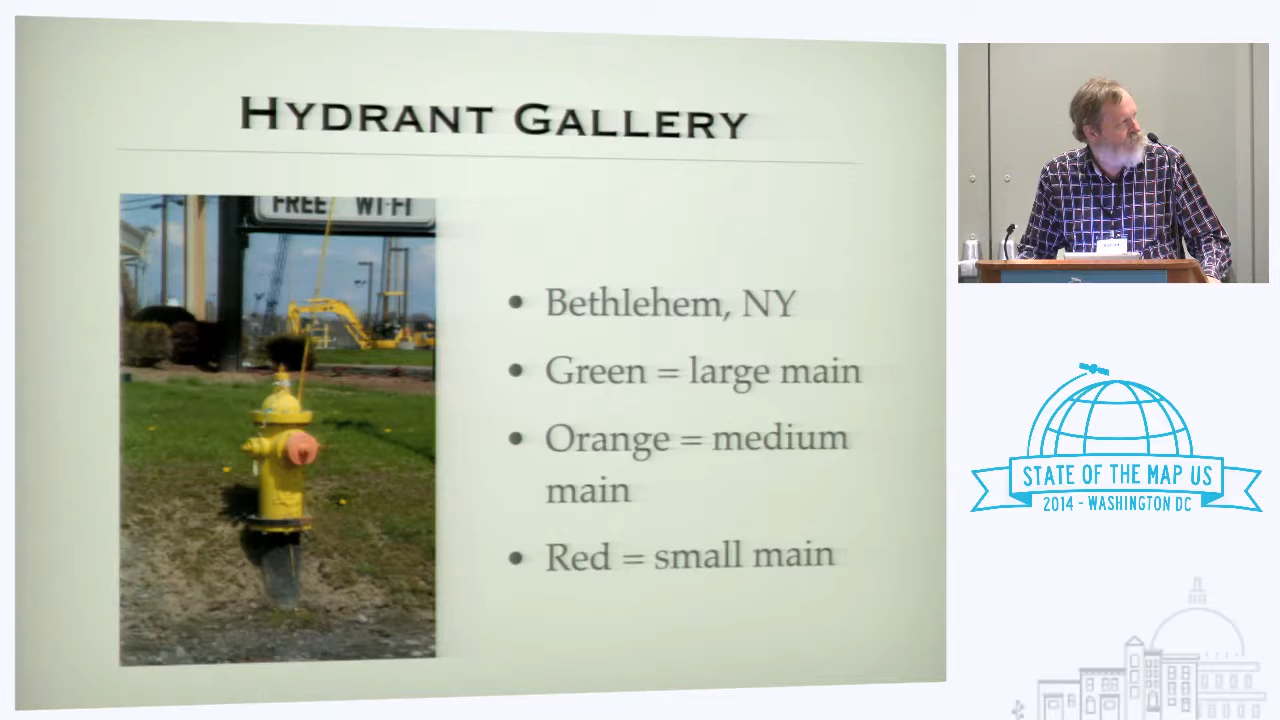 HYDRANT GALLERY
FREE WI-FI
• Bethlehem, NY
• Green = large main
• Orange = medium
main
• Red = small main
STATE OF THE MAP US
2014 - WASHINGTON DC